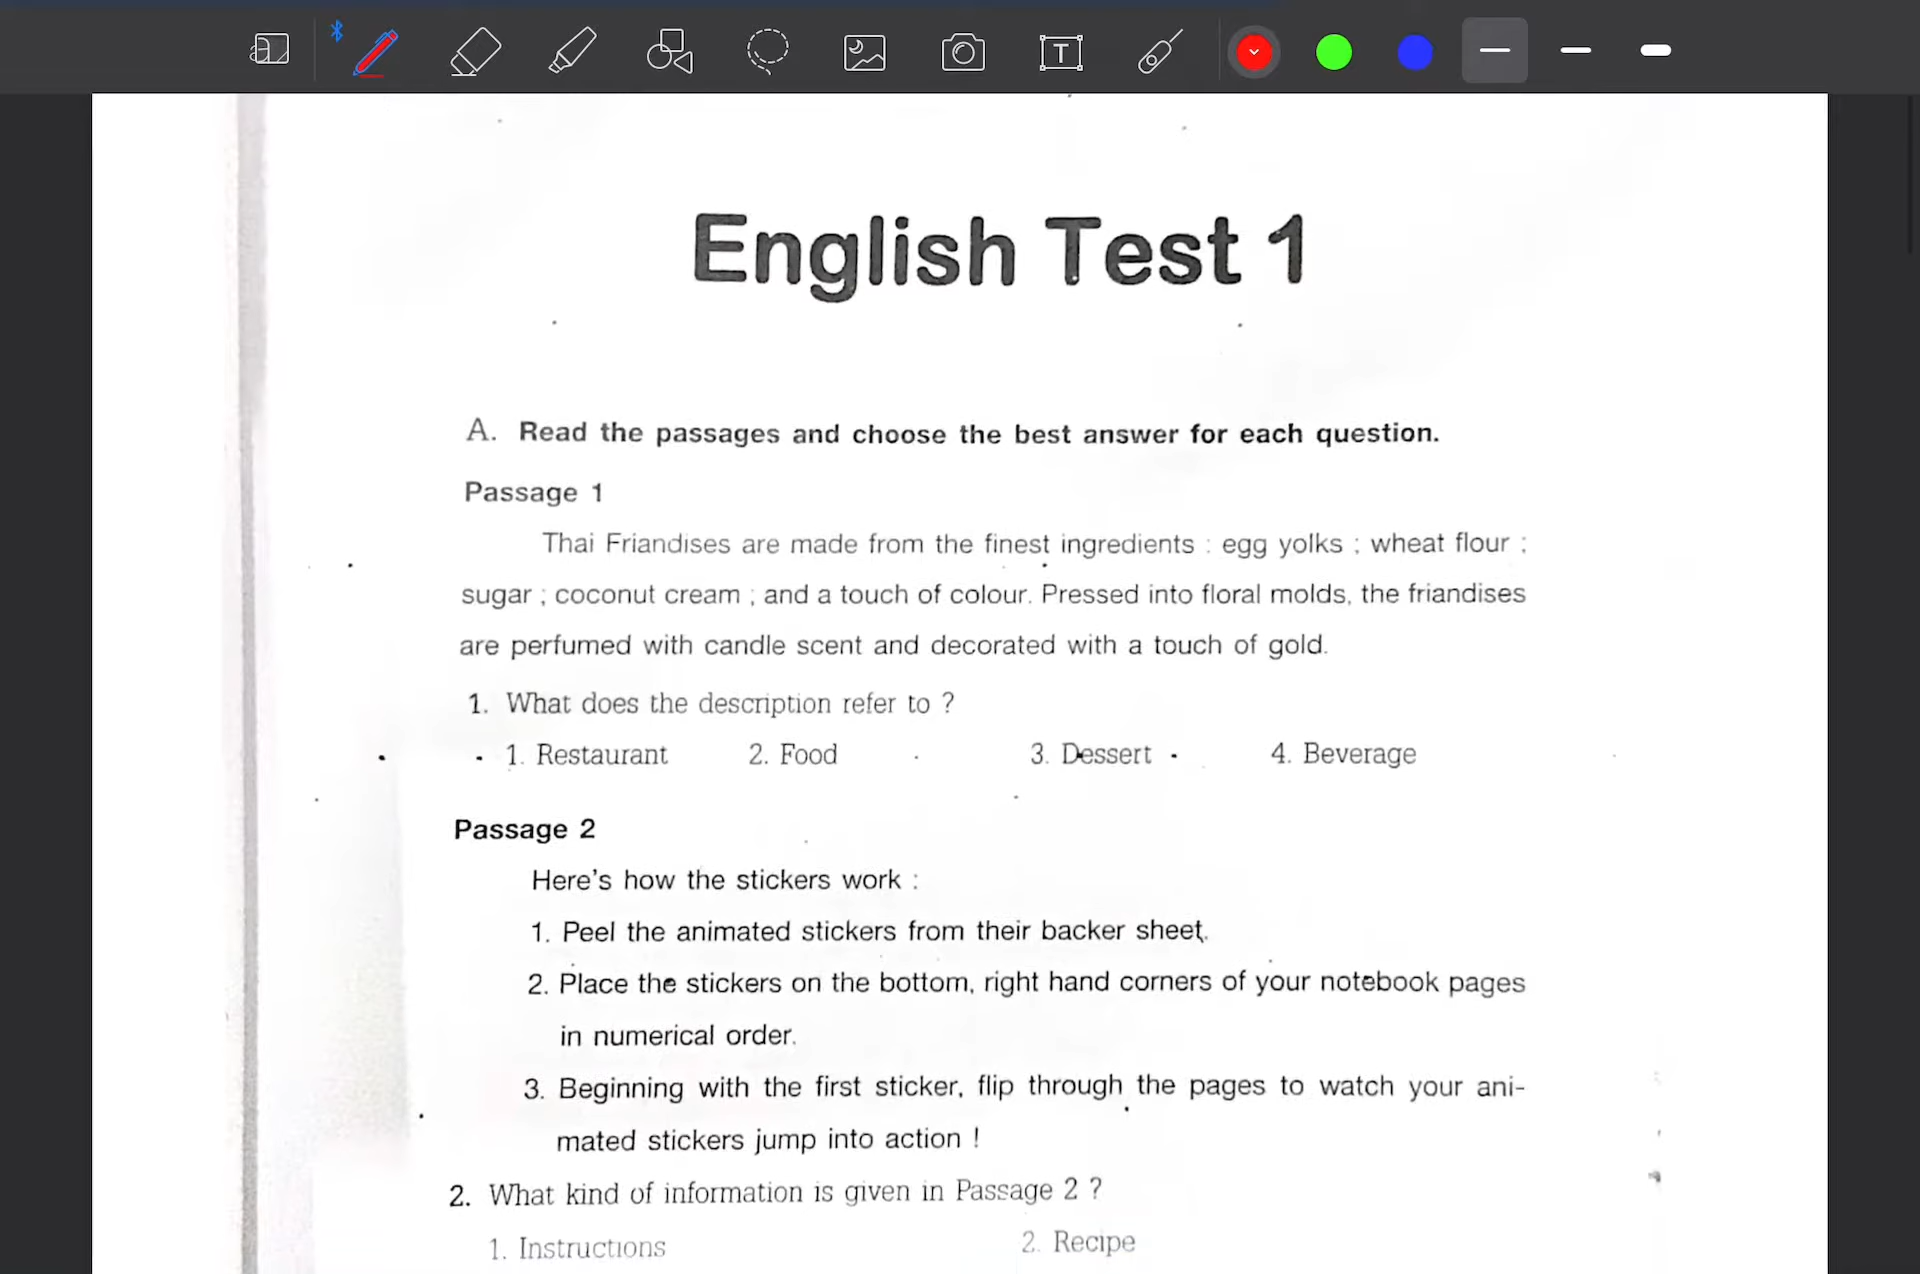 English Test 1
A. Read the passages and choose the best answer for each question.
Passage 1
Thai Friandises are made from the finest ingredients : egg yolks ; wheat flour ;
sugar ; coconut cream ; and a touch of colour. Pressed into floral molds, the friandises
are perfumed with candle scent and decorated with a touch of gold.
1. What does the description refer to ?
1. Restaurant 2. Food 3. Dessert 4. Beverage
Passage 2
Here's how the stickers work :
1. Peel the animated stickers from their backer sheet.
2. Place the stickers on the bottom, right hand corners of your notebook pages
in numerical order.
3. Beginning with the first sticker, flip through the pages to watch your ani-
mated stickers jump into action !
2. What kind of information is given in Passage 2 ?
1. Instructions 2. Recipe